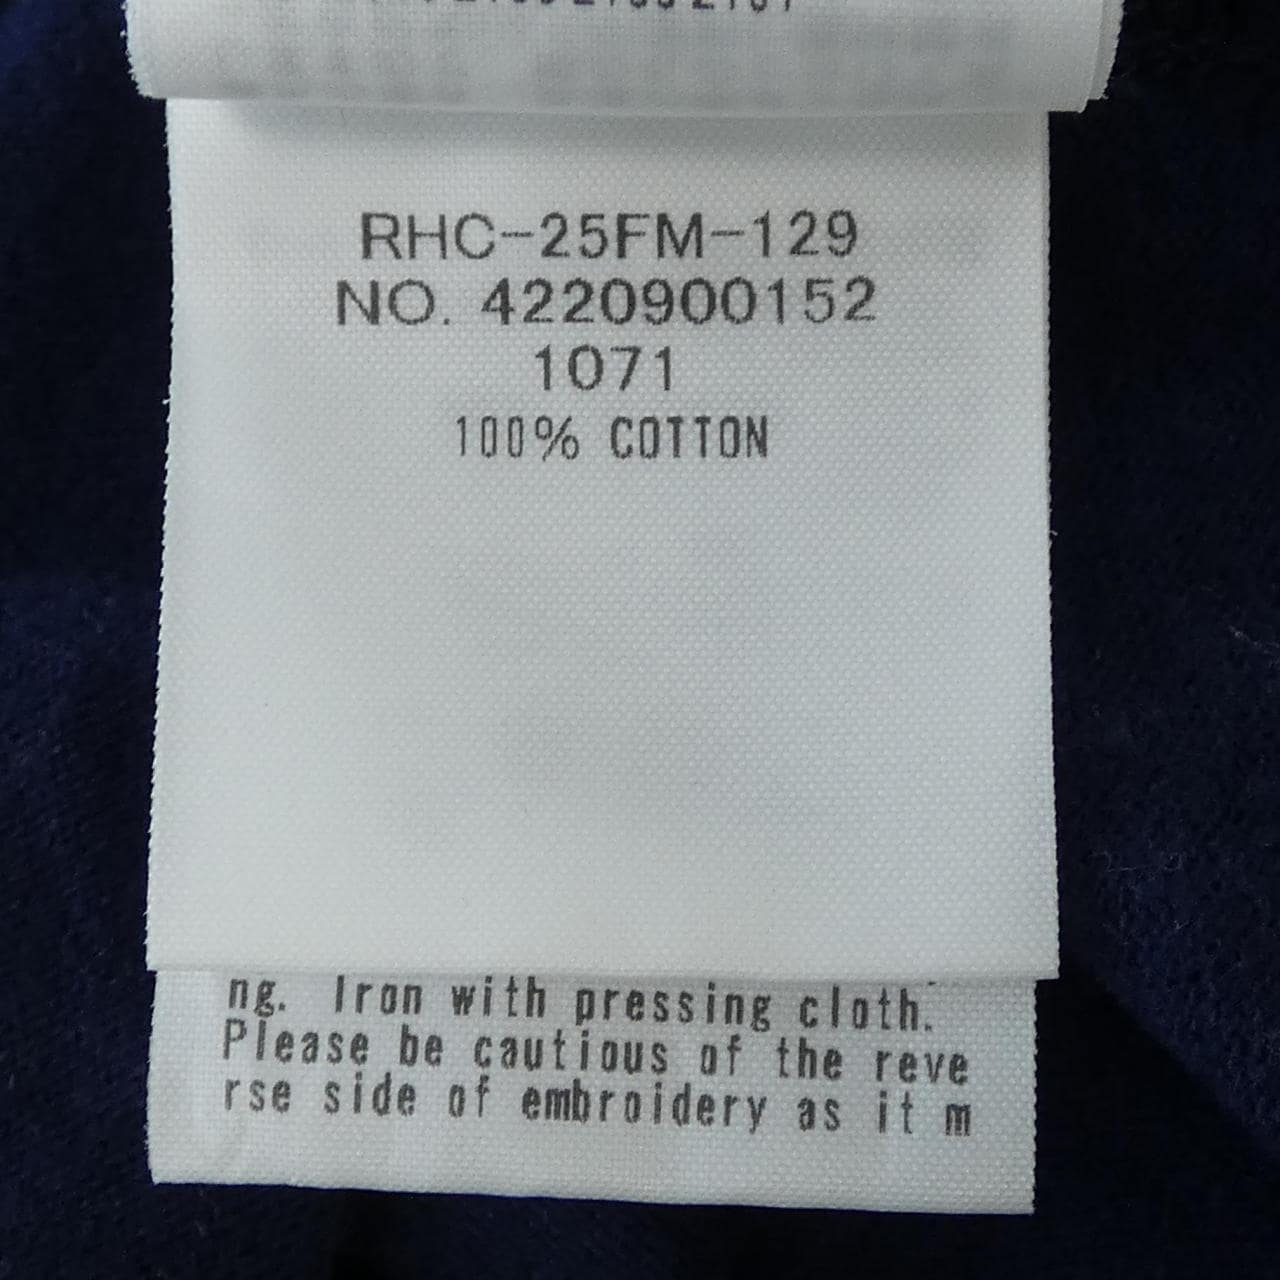 RHC-25FM-129
NO. 4220900152
1071
100% COTTON
ng. Iron with pressing cloth.
Please be cautious of the reve
rse side of embroidery as it m